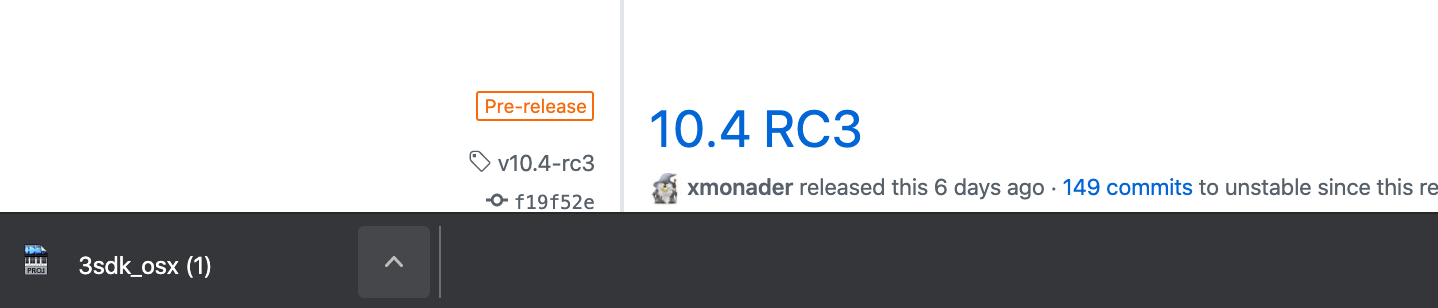 Pre-release
10.4 RC3
v10.4-rc3
xmonader released this 6 days ago · 149 commits to unstable since this re
f19f52e
3sdk_osx (1)
PROJ